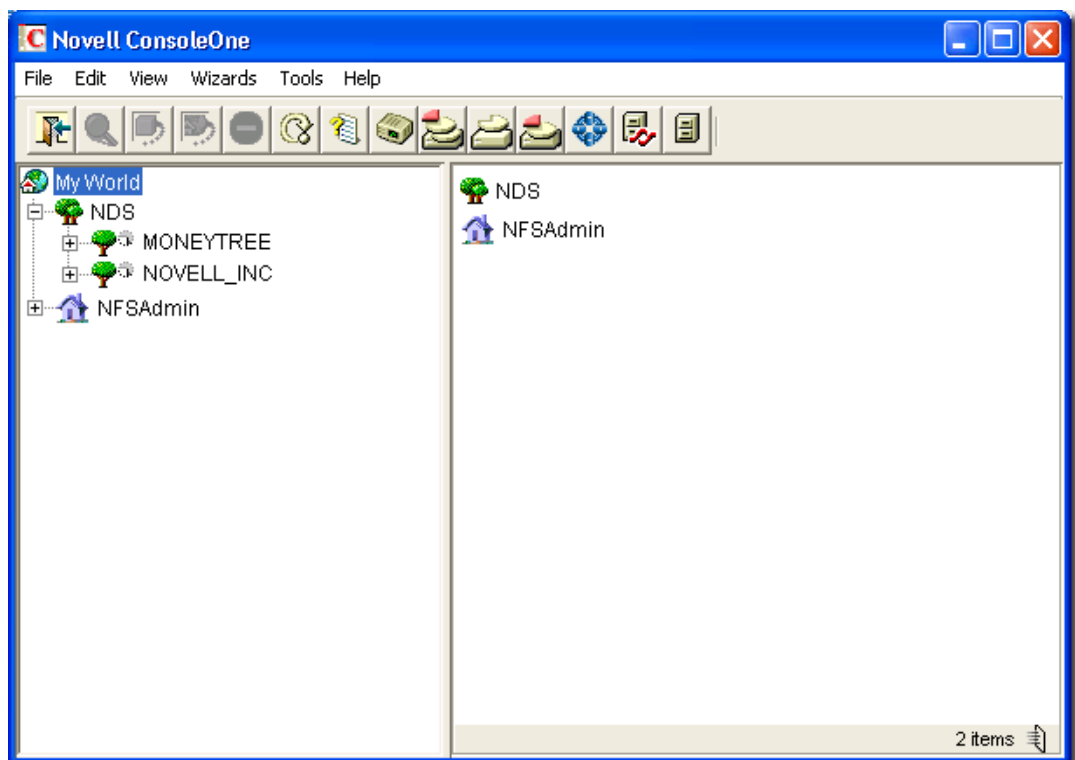 Novell ConsoleOne
File Edit View Wizards Tools Help
My World
NDS
MONEYTREE
NOVELL_INC
NFSAdmin
NDS
NFSAdmin
2 items